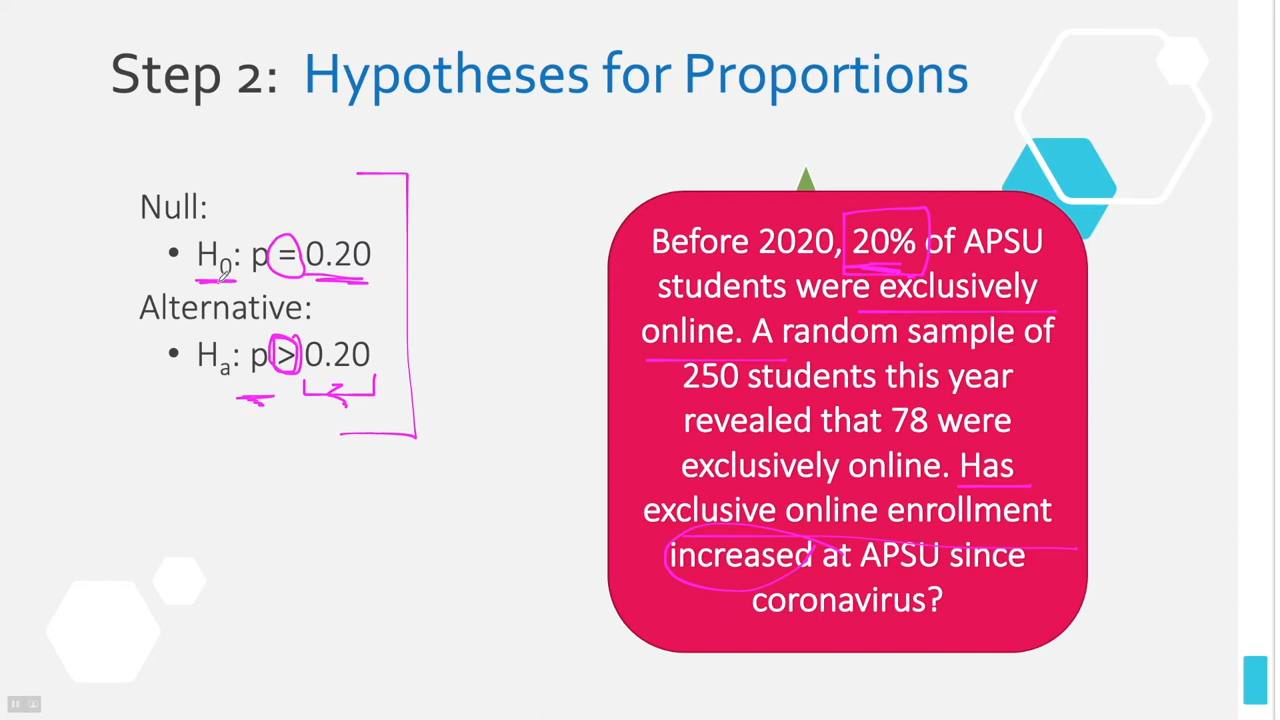 Step 2: Hypotheses for Proportions
Null:
• H₀: p = 0.20
Alternative:
• Hₐ: p > 0.20
Before 2020, 20% of APSU
students were exclusively
online. A random sample of
250 students this year
revealed that 78 were
exclusively online. Has
exclusive online enrollment
increased at APSU since
coronavirus?